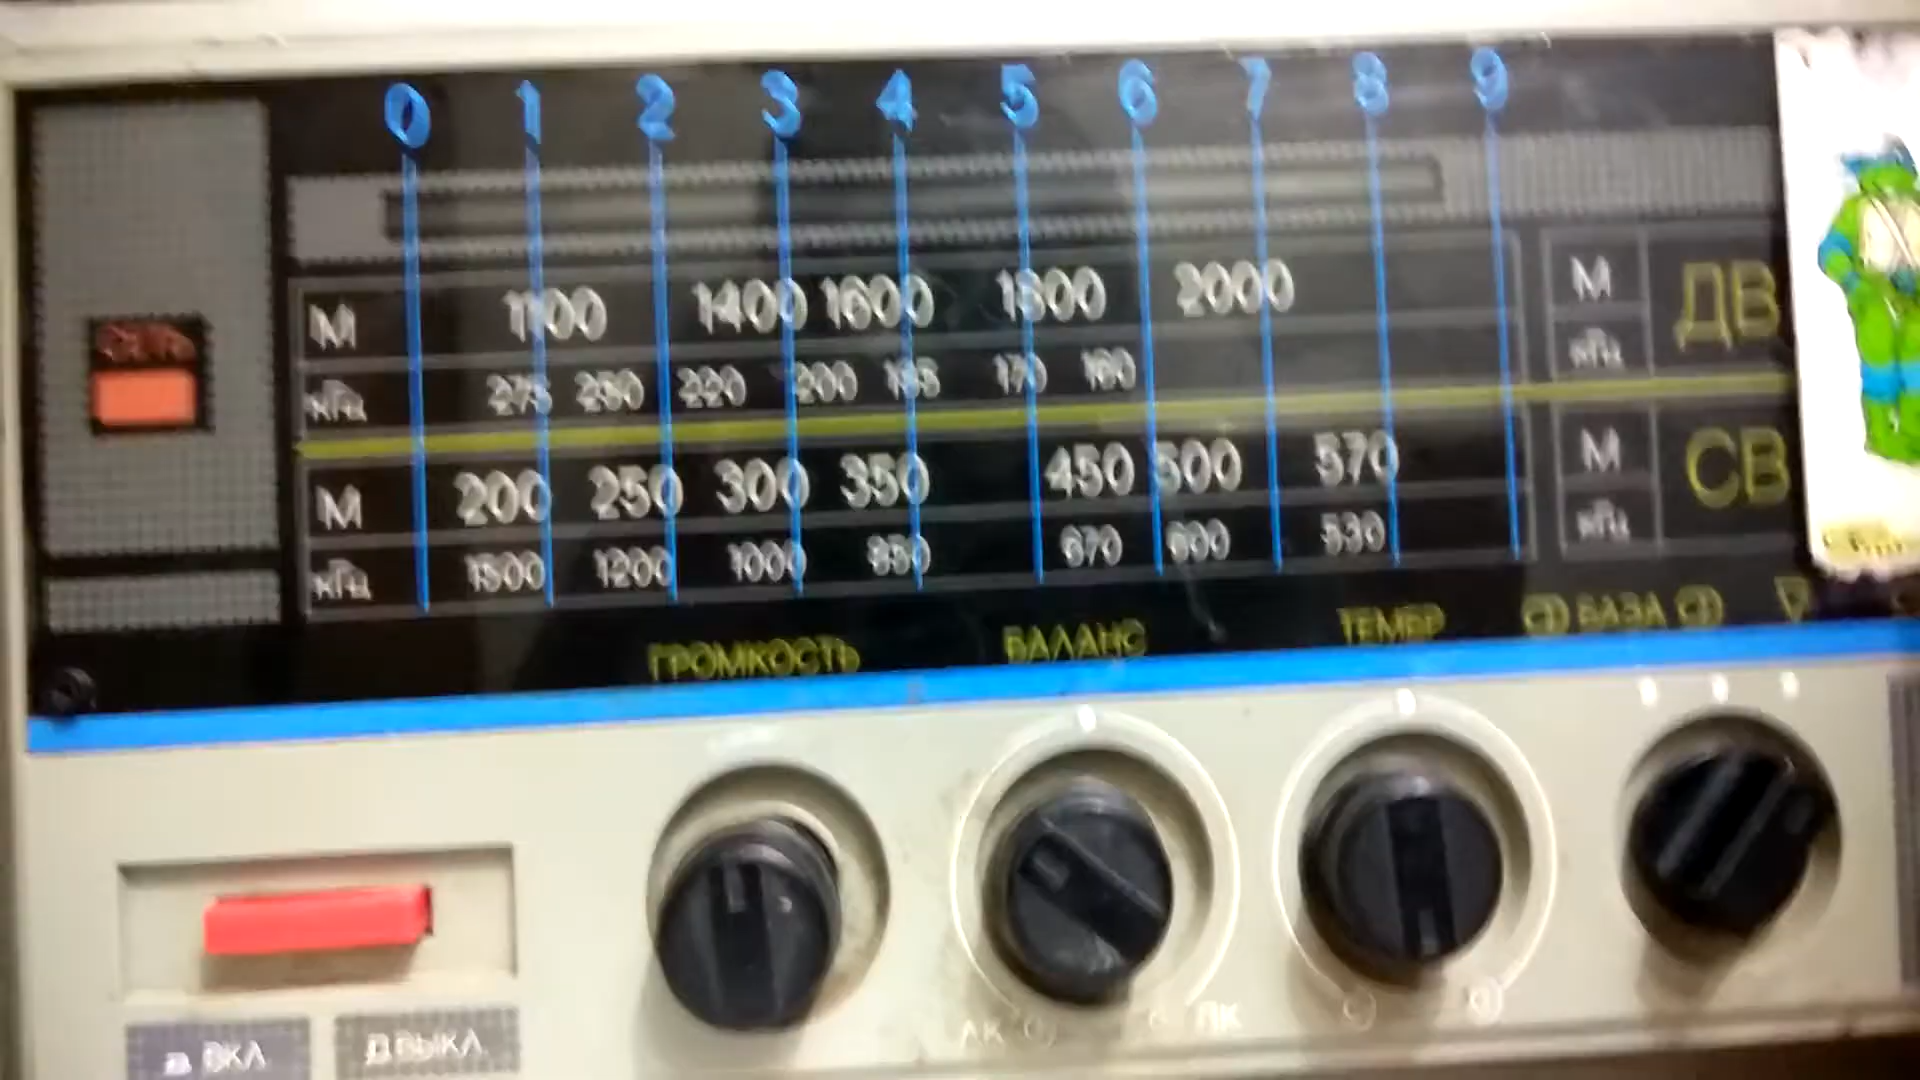 0 1 2 3 4 5 6 7 8 9
М 1100 1400 1600 1800 2000 М ДВ
кГц 275 250 220 200 185 170 160 кГц
М 200 250 300 350 450 500 570 М СВ
кГц 1500 1200 1000 850 670 600 530 кГц
ГРОМКОСТЬ БАЛАНС ТЕМБР БАЗА
ЛК ПК
ВКЛ ВЫКЛ